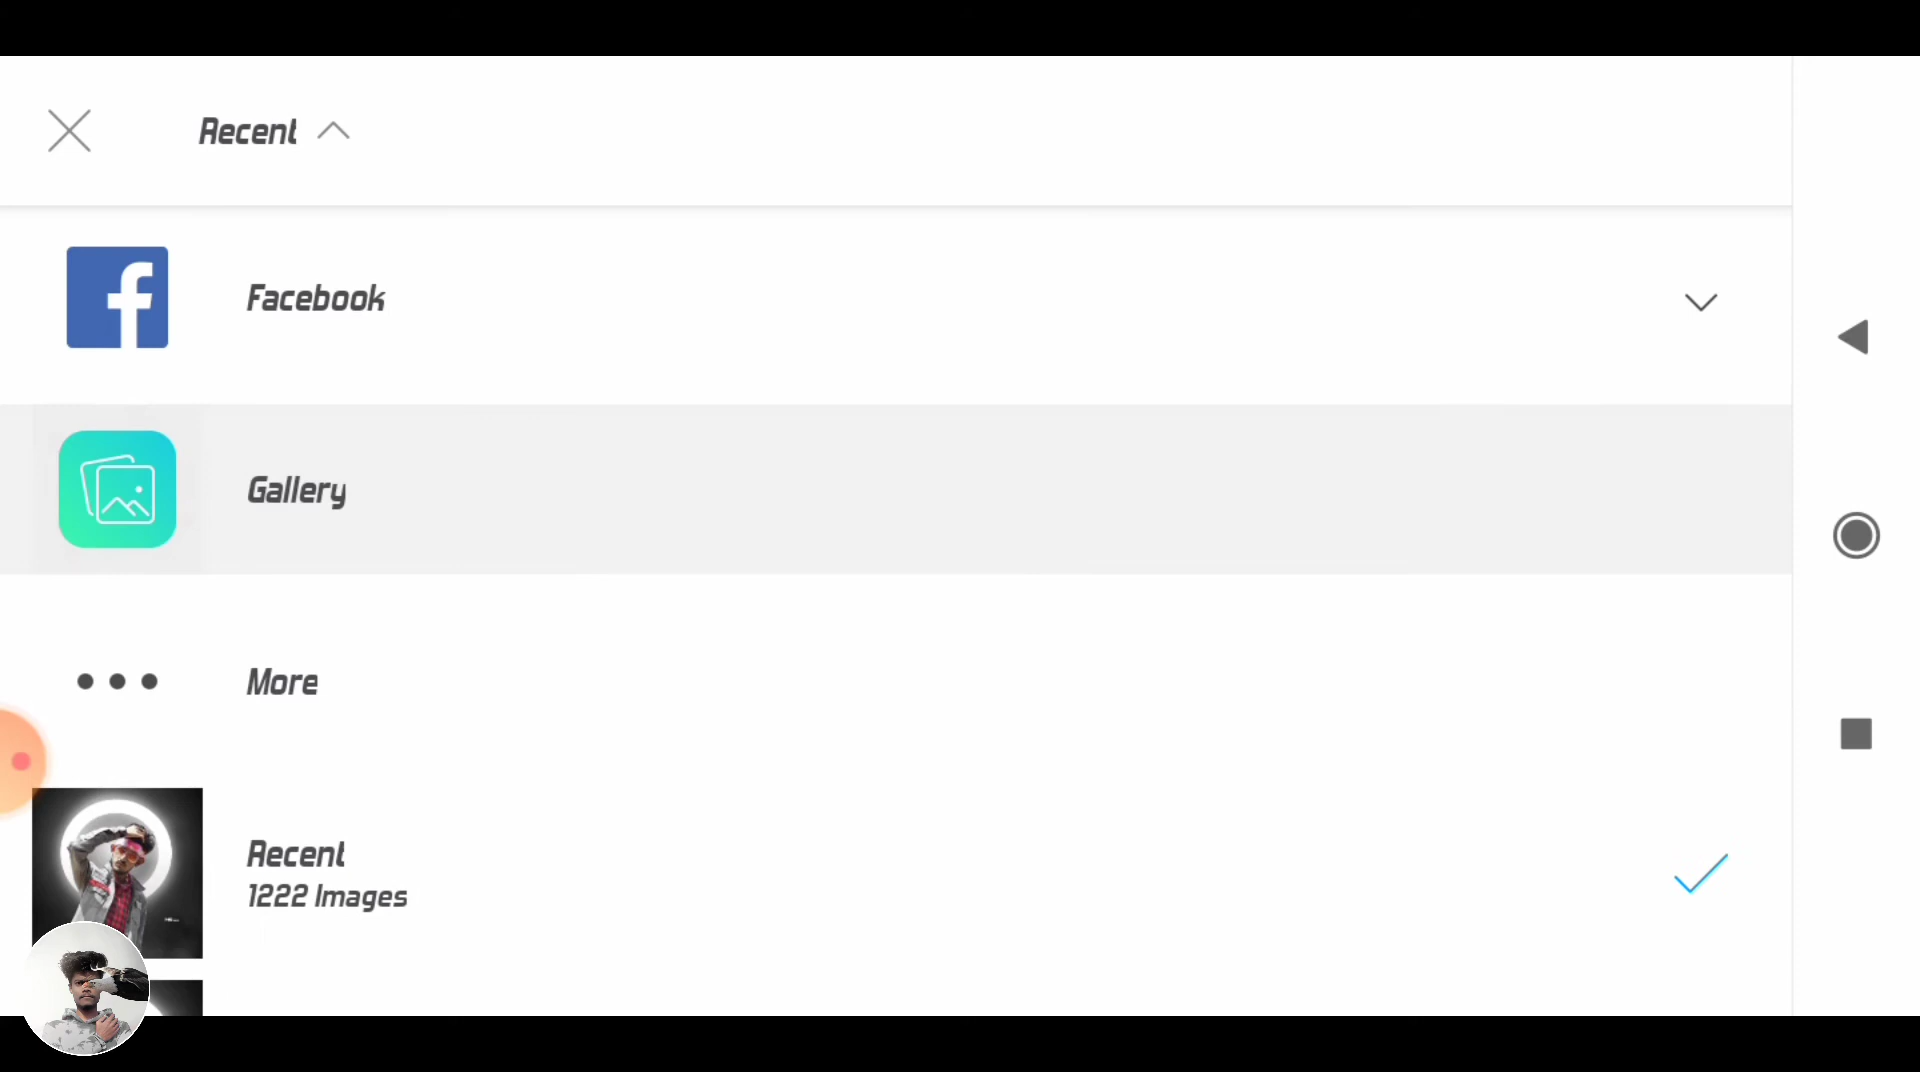 Recent
Facebook
Gallery
More
Recent
1222 Images